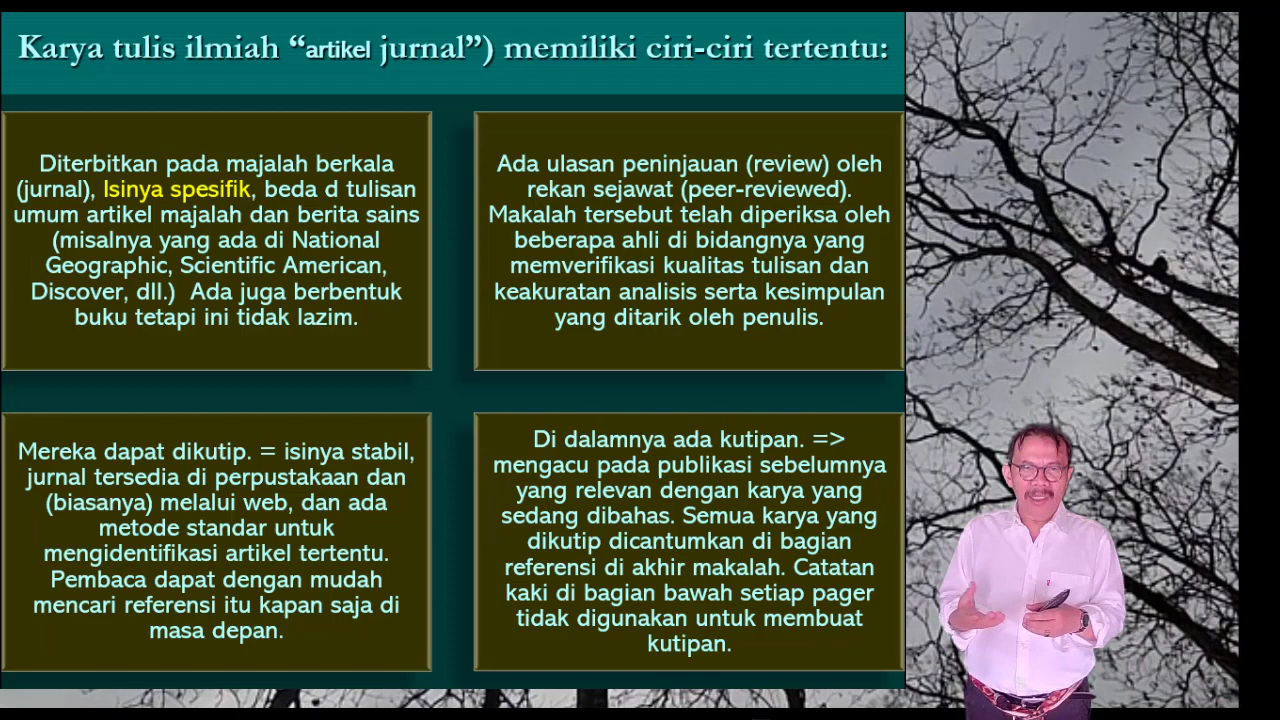 Karya tulis ilmiah “artikel jurnal”) memiliki ciri-ciri tertentu:
Diterbitkan pada majalah berkala
(jurnal), Isinya spesifik, beda d tulisan
umum artikel majalah dan berita sains
(misalnya yang ada di National
Geographic, Scientific American,
Discover, dll.) Ada juga berbentuk
buku tetapi ini tidak lazim.
Ada ulasan peninjauan (review) oleh
rekan sejawat (peer-reviewed).
Makalah tersebut telah diperiksa oleh
beberapa ahli di bidangnya yang
memverifikasi kualitas tulisan dan
keakuratan analisis serta kesimpulan
yang ditarik oleh penulis.
Mereka dapat dikutip. = isinya stabil,
jurnal tersedia di perpustakaan dan
(biasanya) melalui web, dan ada
metode standar untuk
mengidentifikasi artikel tertentu.
Pembaca dapat dengan mudah
mencari referensi itu kapan saja di
masa depan.
Di dalamnya ada kutipan. =>
mengacu pada publikasi sebelumnya
yang relevan dengan karya yang
sedang dibahas. Semua karya yang
dikutip dicantumkan di bagian
referensi di akhir makalah. Catatan
kaki di bagian bawah setiap pager
tidak digunakan untuk membuat
kutipan.